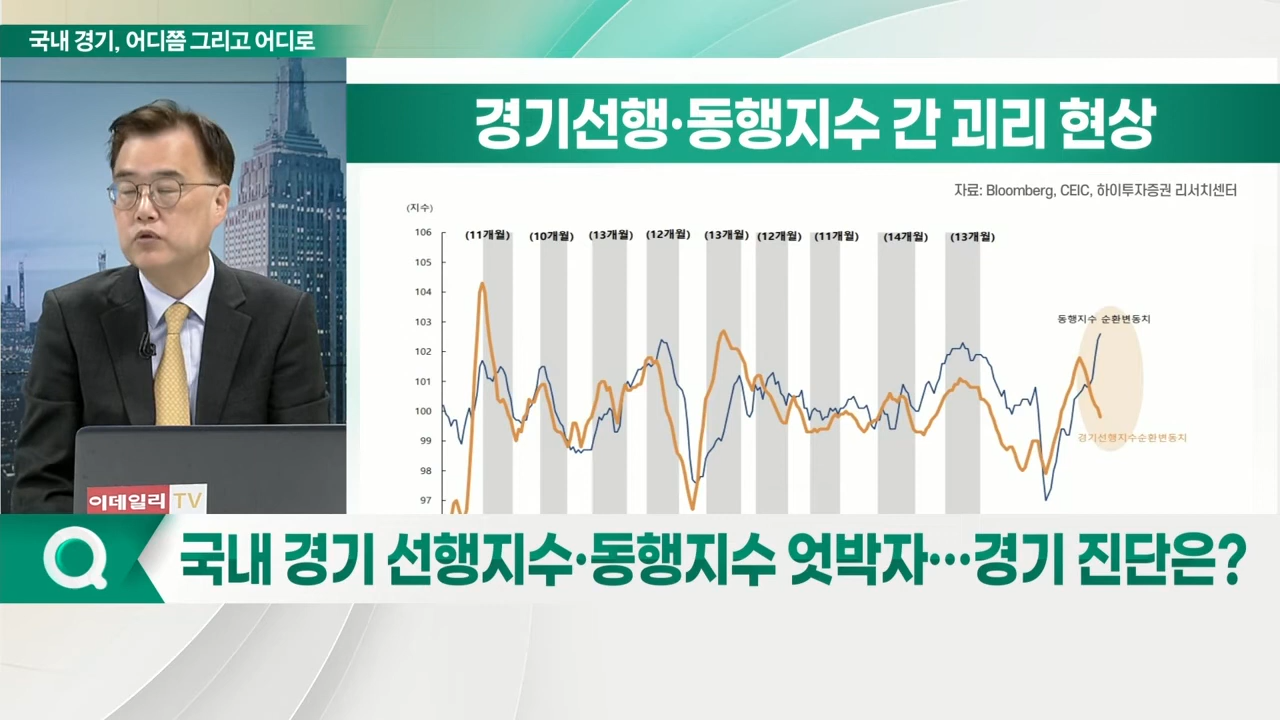 국내 경기, 어디쯤 그리고 어디로
경기선행·동행지수 간 괴리 현상
자료: Bloomberg, CEIC, 하이투자증권 리서치센터
(지수)
106
105
104
103
102
101
100
99
98
97
(11개월) (10개월) (13개월) (12개월) (13개월) (12개월) (11개월) (14개월) (13개월)
동행지수 순환변동치
경기선행지수순환변동치
이데일리 TV
국내 경기 선행지수·동행지수 엇박자…경기 진단은?